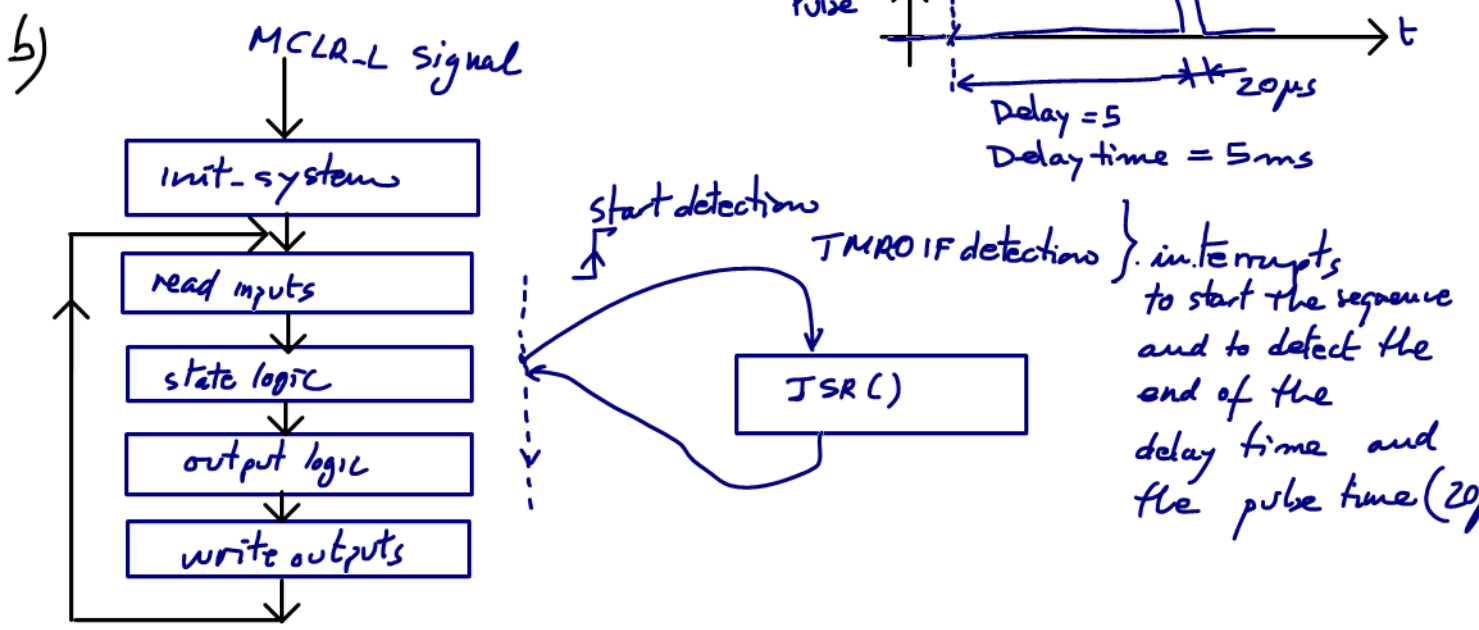 Pulse
t
20μs
Delay = 5
Delay time = 5ms
b)
MCLR_L signal
init_system
read inputs
state logic
output logic
write outputs
start detection
TMR0IF detection } interrupts
to start the sequence
and to detect the
end of the
delay time and
the pulse time (20
ISR()